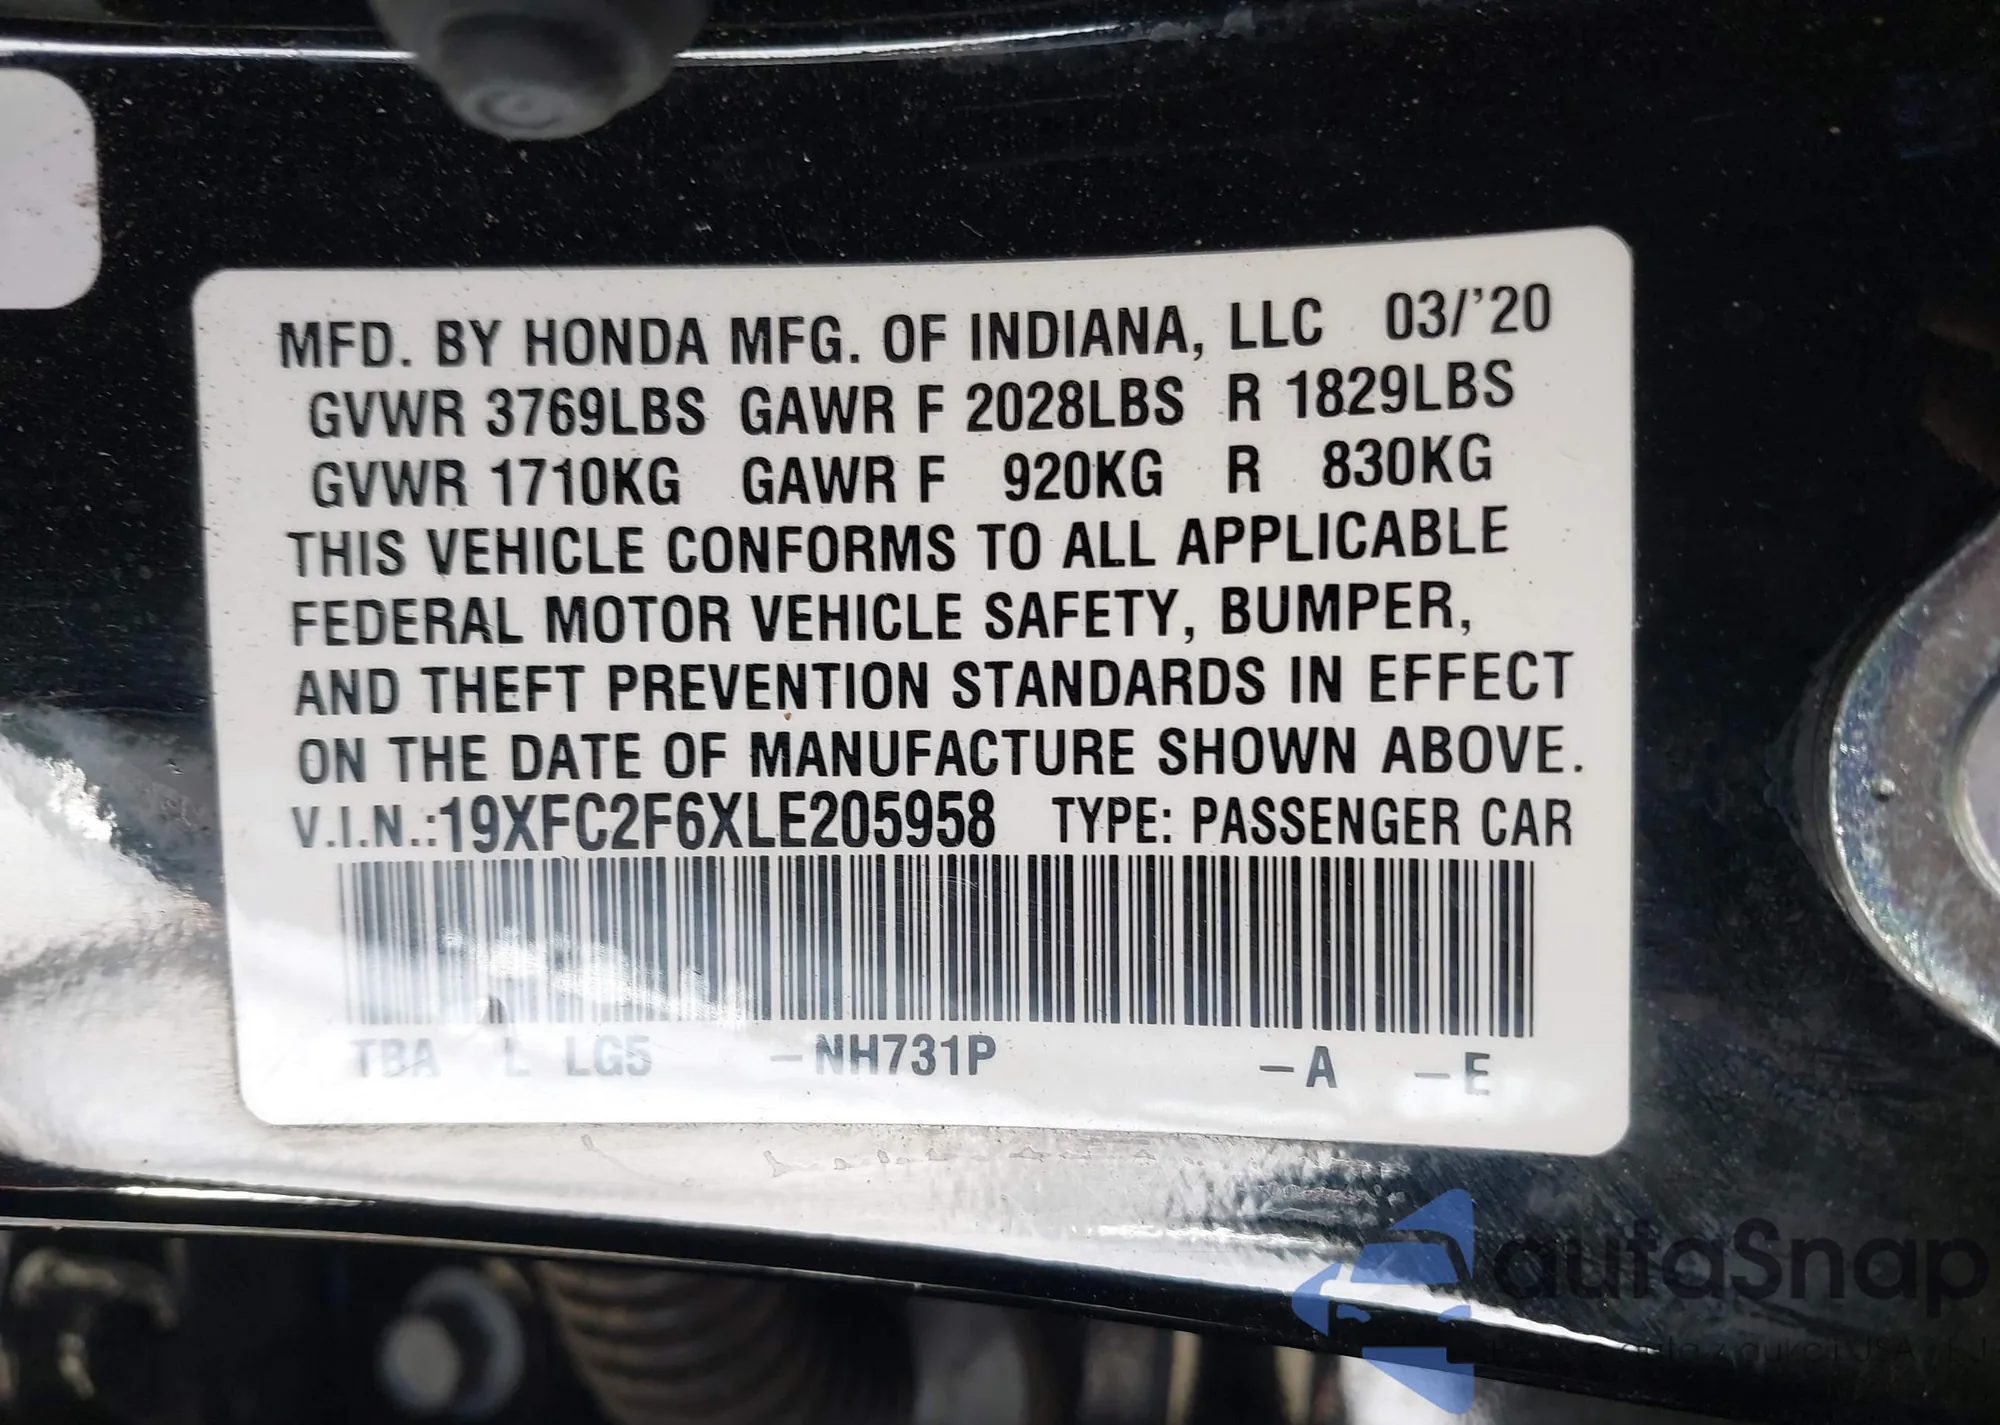 MFD. BY HONDA MFG. OF INDIANA, LLC 03/'20
GVWR 3769LBS GAWR F 2028LBS R 1829LBS
GVWR 1710KG GAWR F 920KG R 830KG
THIS VEHICLE CONFORMS TO ALL APPLICABLE
FEDERAL MOTOR VEHICLE SAFETY, BUMPER,
AND THEFT PREVENTION STANDARDS IN EFFECT
ON THE DATE OF MANUFACTURE SHOWN ABOVE.
V.I.N.:19XFC2F6XLE205958 TYPE: PASSENGER CAR
TBA L LG5 –NH731P –A –E
autaSnap